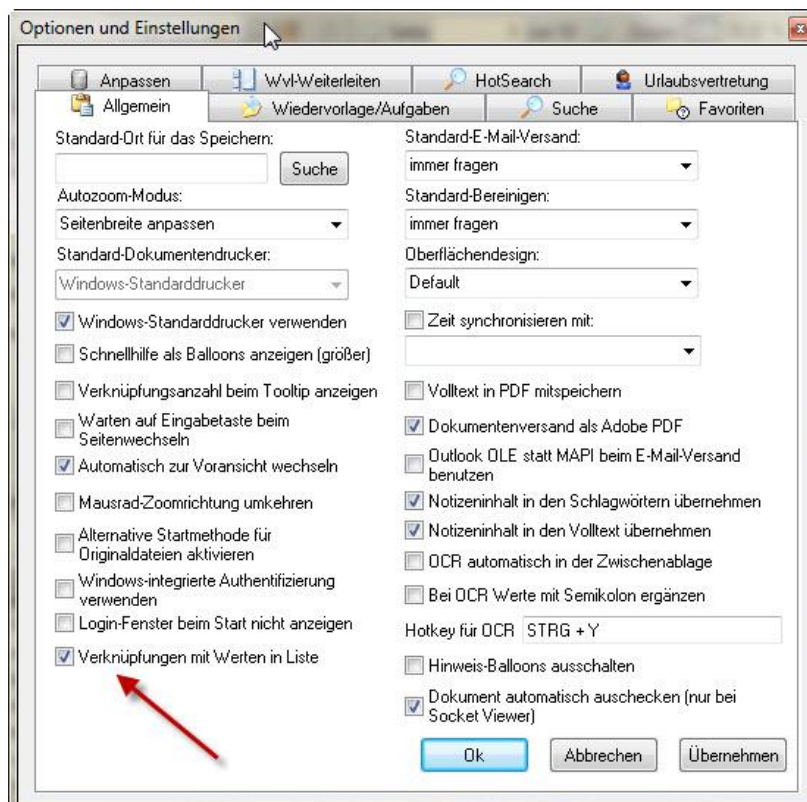 Optionen und Einstellungen
Anpassen
Wvl-Weiterleiten
HotSearch
Urlaubsvertretung
Allgemein
Wiedervorlage/Aufgaben
Suche
Favoriten
Standard-Ort für das Speichern:
Suche
Autozoom-Modus:
Seitenbreite anpassen
Standard-Dokumentendrucker:
Windows-Standarddrucker
Windows-Standarddrucker verwenden
Schnellhilfe als Balloons anzeigen (größer)
Verknüpfungsanzahl beim Tooltip anzeigen
Warten auf Eingabetaste beim
Seitenwechseln
Automatisch zur Voransicht wechseln
Mausrad-Zoomrichtung umkehren
Alternative Startmethode für
Originaldateien aktivieren
Windows-integrierte Authentifizierung
verwenden
Login-Fenster beim Start nicht anzeigen
Verknüpfungen mit Werten in Liste
Standard-E-Mail-Versand:
immer fragen
Standard-Bereinigen:
immer fragen
Oberflächendesign:
Default
Zeit synchronisieren mit:
Volltext in PDF mitspeichern
Dokumentenversand als Adobe PDF
Outlook OLE statt MAPI beim E-Mail-Versand
benutzen
Notizeninhalt in den Schlagwörtern übernehmen
Notizeninhalt in den Volltext übernehmen
OCR automatisch in der Zwischenablage
Bei OCR Werte mit Semikolon ergänzen
Hotkey für OCR STRG + Y
Hinweis-Balloons ausschalten
Dokument automatisch auschecken (nur bei
Socket Viewer)
Ok
Abbrechen
Übernehmen